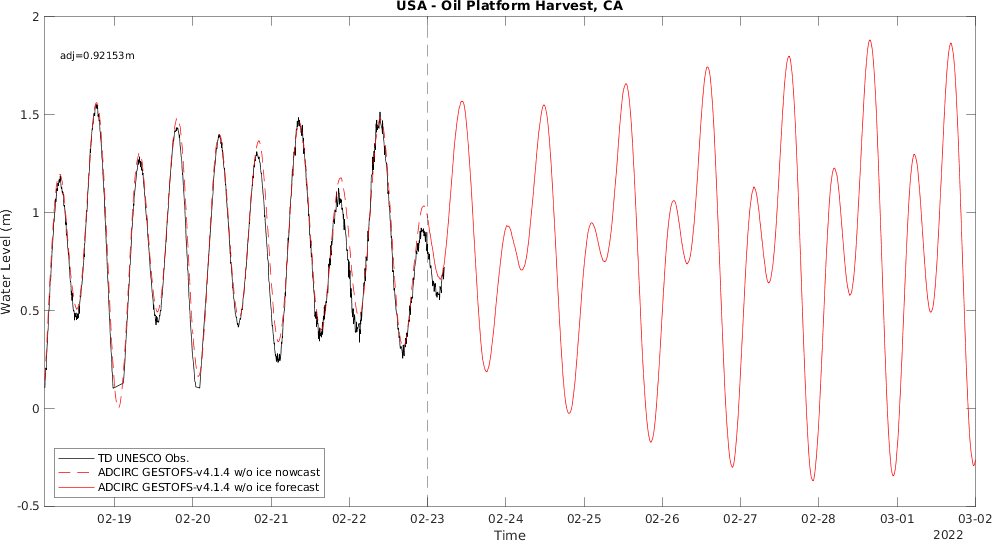 USA - Oil Platform Harvest, CA
adj=0.92153m
Water Level (m)
2
1.5
1
0.5
0
-0.5
TD UNESCO Obs.
ADCIRC GESTOFS-v4.1.4 w/o ice nowcast
ADCIRC GESTOFS-v4.1.4 w/o ice forecast
02-19 02-20 02-21 02-22 02-23 02-24 02-25 02-26 02-27 02-28 03-01 03-02
Time
2022